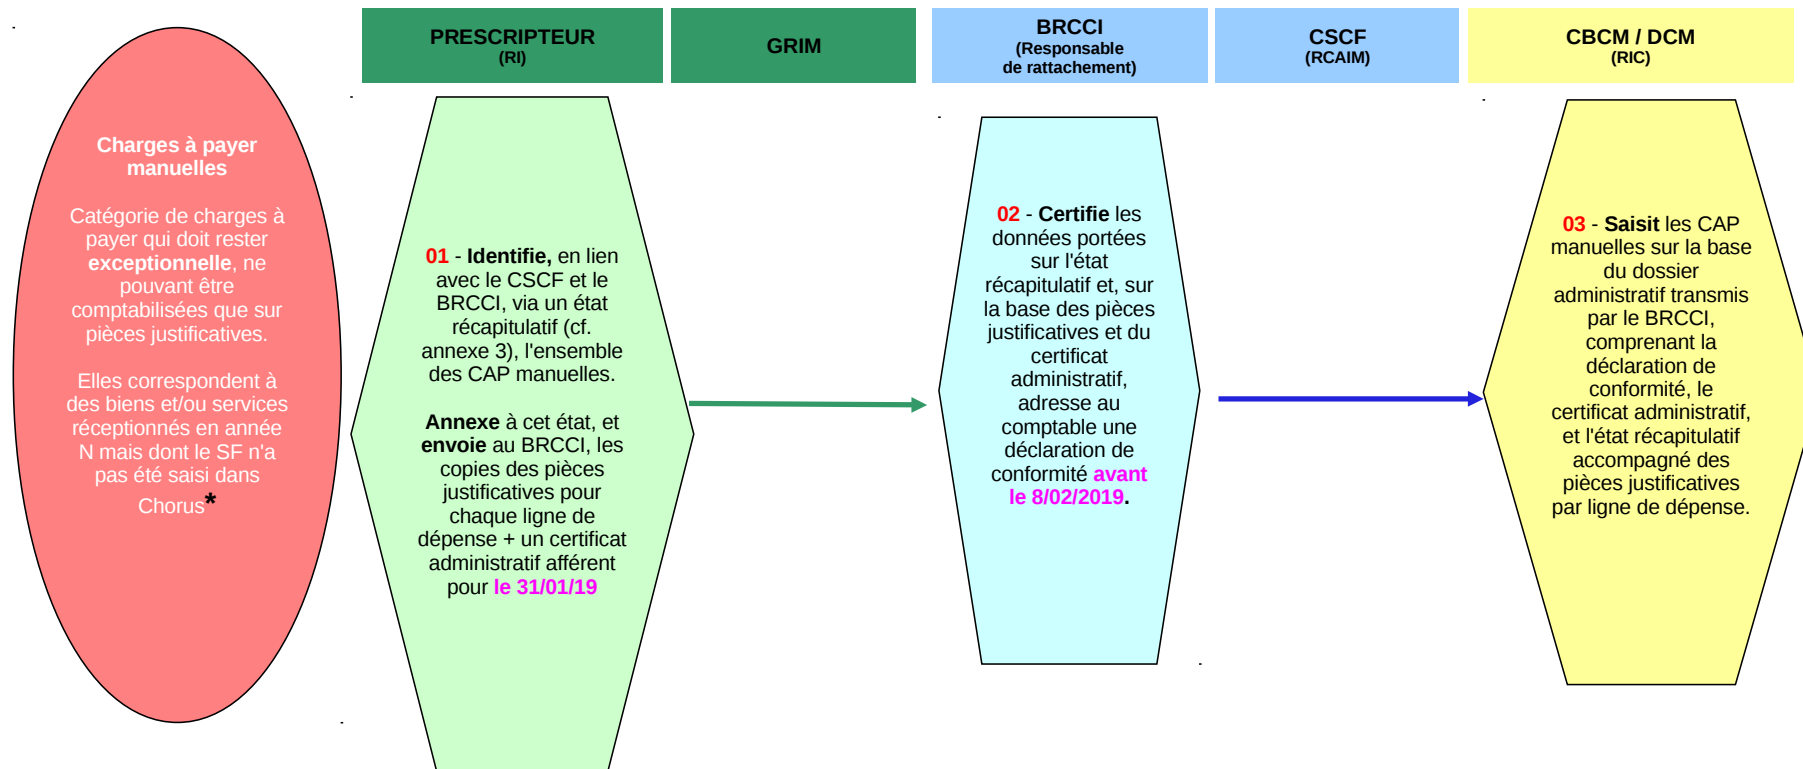 PRESCRIPTEUR
(RI)
GRIM
BRCCI
(Responsable
de rattachement)
CSCF
(RCAIM)
CBCM / DCM
(RIC)
Charges à payer
manuelles
Catégorie de charges à
payer qui doit rester
exceptionnelle, ne
pouvant être
comptabilisées que sur
pièces justificatives.
Elles correspondent à
des biens et/ou services
réceptionnés en année
N mais dont le SF n'a
pas été saisi dans
Chorus*
01 - Identifie, en lien
avec le CSCF et le
BRCCI, via un état
récapitulatif (cf.
annexe 3), l'ensemble
des CAP manuelles.
Annexe à cet état, et
envoie au BRCCI, les
copies des pièces
justificatives pour
chaque ligne de
dépense + un certificat
administratif afférent
pour le 31/01/19
02 - Certifie les
données portées
sur l'état
récapitulatif et, sur
la base des pièces
justificatives et du
certificat
administratif,
adresse au
comptable une
déclaration de
conformité avant
le 8/02/2019.
03 - Saisit les CAP
manuelles sur la base
du dossier
administratif transmis
par le BRCCI,
comprenant la
déclaration de
conformité, le
certificat administratif,
et l'état récapitulatif
accompagné des
pièces justificatives
par ligne de dépense.